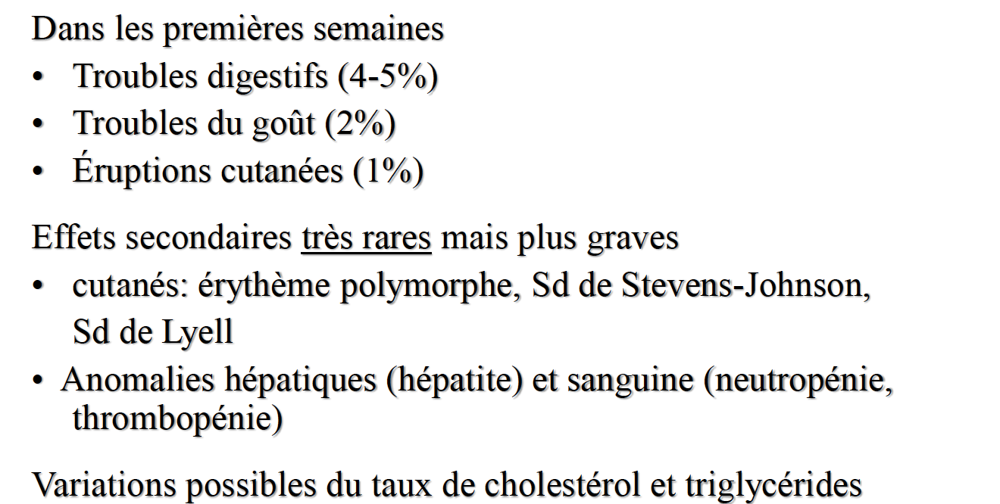 Dans les premières semaines
• Troubles digestifs (4-5%)
• Troubles du goût (2%)
• Éruptions cutanées (1%)
Effets secondaires très rares mais plus graves
• cutanés: érythème polymorphe, Sd de Stevens-Johnson,
Sd de Lyell
• Anomalies hépatiques (hépatite) et sanguine (neutropénie,
thrombopénie)
Variations possibles du taux de cholestérol et triglycérides